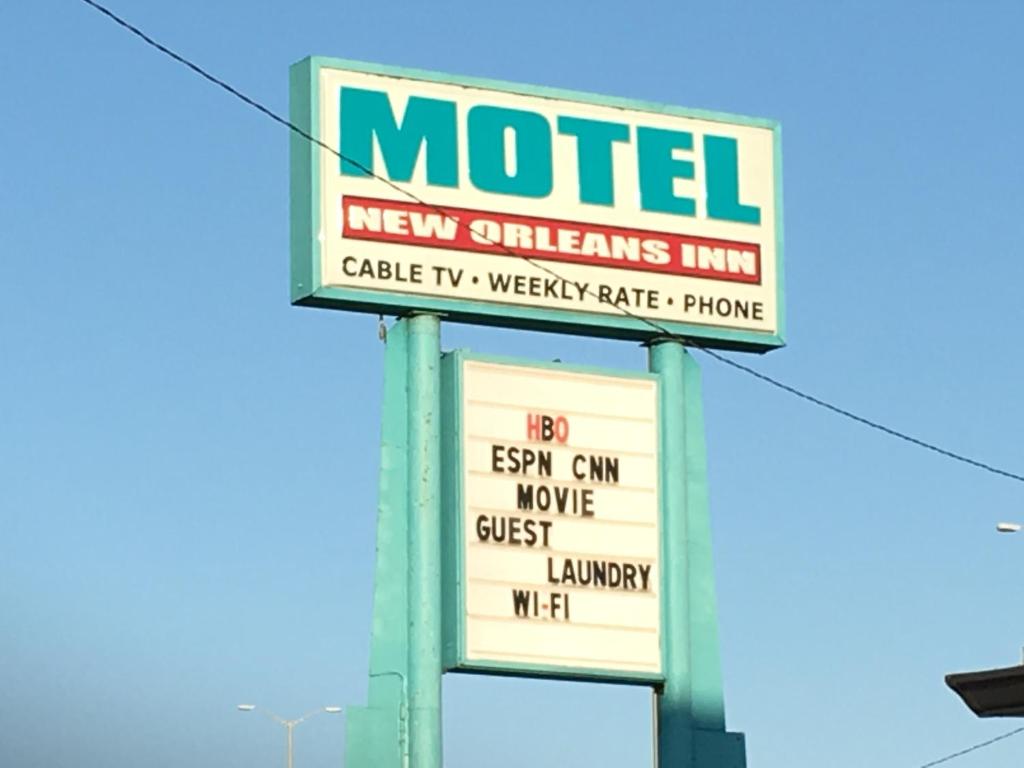 MOTEL
NEW ORLEANS INN
CABLE TV • WEEKLY RATE • PHONE
HBO
ESPN CNN
MOVIE
GUEST
LAUNDRY
WI-FI